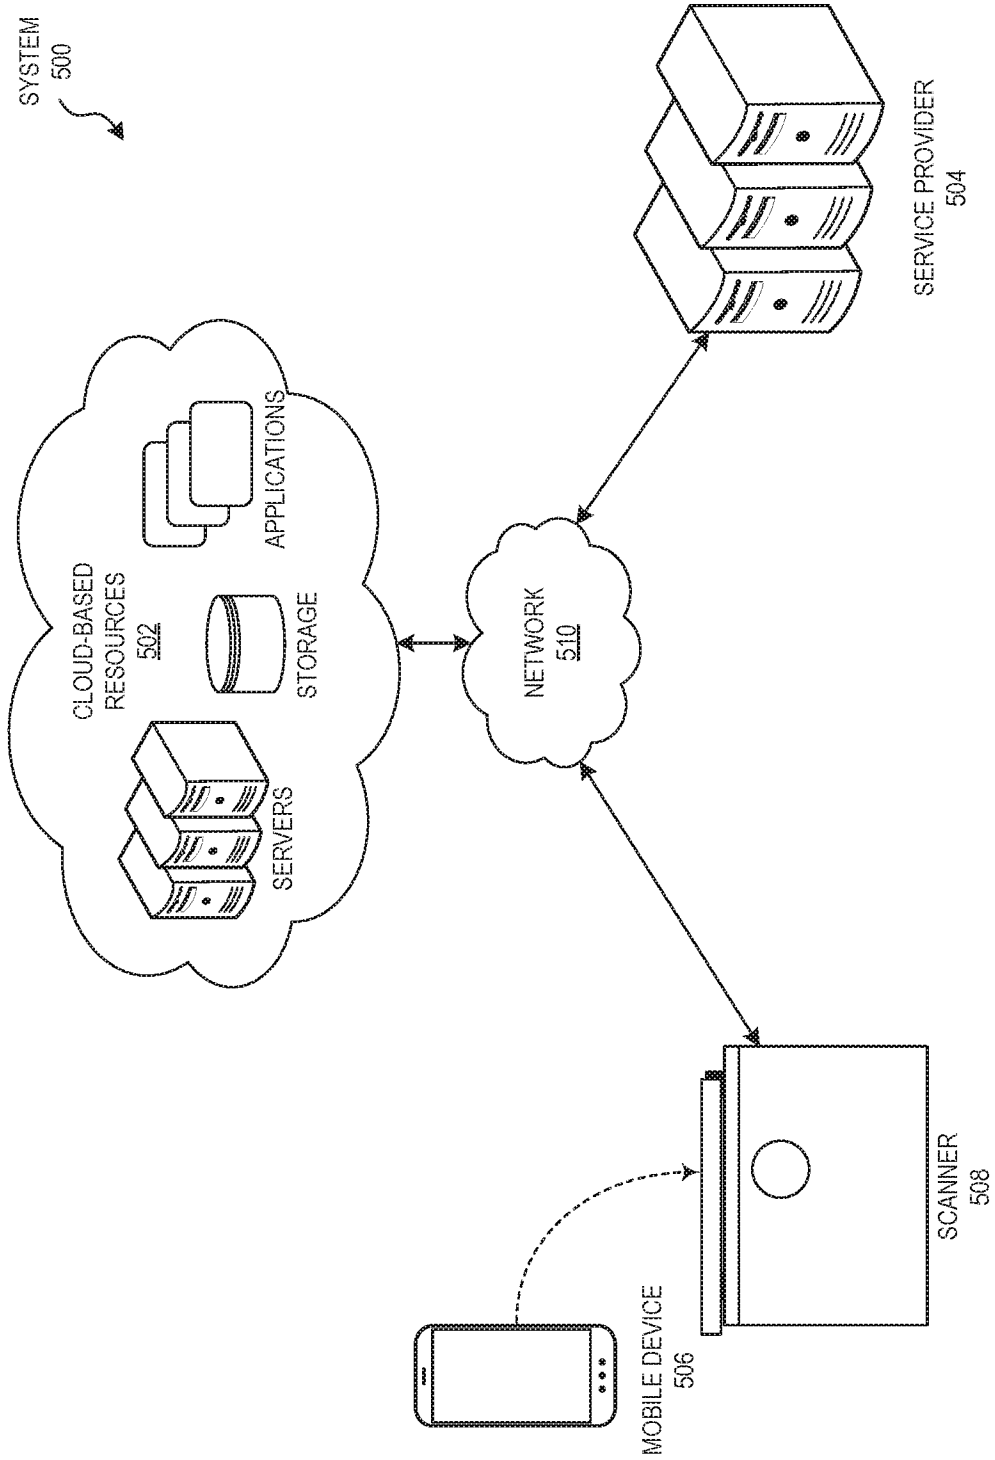 SYSTEM
500
CLOUD-BASED
RESOURCES
502
SERVERS
STORAGE
APPLICATIONS
NETWORK
510
MOBILE DEVICE
506
SCANNER
508
SERVICE PROVIDER
504